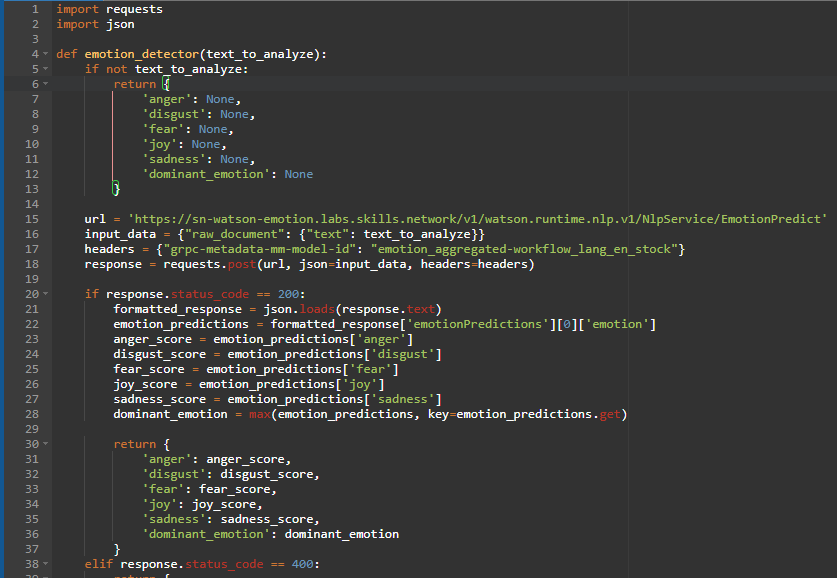 1 import requests
2 import json
3
4 def emotion_detector(text_to_analyze):
5     if not text_to_analyze:
6         return {
7             'anger': None,
8             'disgust': None,
9             'fear': None,
10             'joy': None,
11             'sadness': None,
12             'dominant_emotion': None
13         }
14
15     url = 'https://sn-watson-emotion.labs.skills.network/v1/watson.runtime.nlp.v1/NlpService/EmotionPredict'
16     input_data = {"raw_document": {"text": text_to_analyze}}
17     headers = {"grpc-metadata-mm-model-id": "emotion_aggregated-workflow_lang_en_stock"}
18     response = requests.post(url, json=input_data, headers=headers)
19
20     if response.status_code == 200:
21         formatted_response = json.loads(response.text)
22         emotion_predictions = formatted_response['emotionPredictions'][0]['emotion']
23         anger_score = emotion_predictions['anger']
24         disgust_score = emotion_predictions['disgust']
25         fear_score = emotion_predictions['fear']
26         joy_score = emotion_predictions['joy']
27         sadness_score = emotion_predictions['sadness']
28         dominant_emotion = max(emotion_predictions, key=emotion_predictions.get)
29
30         return {
31             'anger': anger_score,
32             'disgust': disgust_score,
33             'fear': fear_score,
34             'joy': joy_score,
35             'sadness': sadness_score,
36             'dominant_emotion': dominant_emotion
37         }
38     elif response.status_code == 400:
39         return {